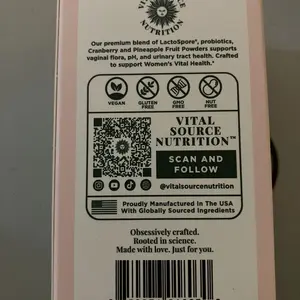 SOURCE
NUTRITION
Our premium blend of LactoSpore®, probiotics,
Cranberry and Pineapple Fruit Powders supports
vaginal flora, pH, and urinary tract health. Crafted
to support Women's Vital Health.*
VEGAN
GLUTEN
FREE
GMO
FREE
NUT
FREE
VITAL
SOURCE
NUTRITION™
SCAN AND
FOLLOW
@vitalsourcenutrition
Proudly Manufactured In The USA
With Globally Sourced Ingredients
Obsessively crafted.
Rooted in science.
Made with love. Just for you.